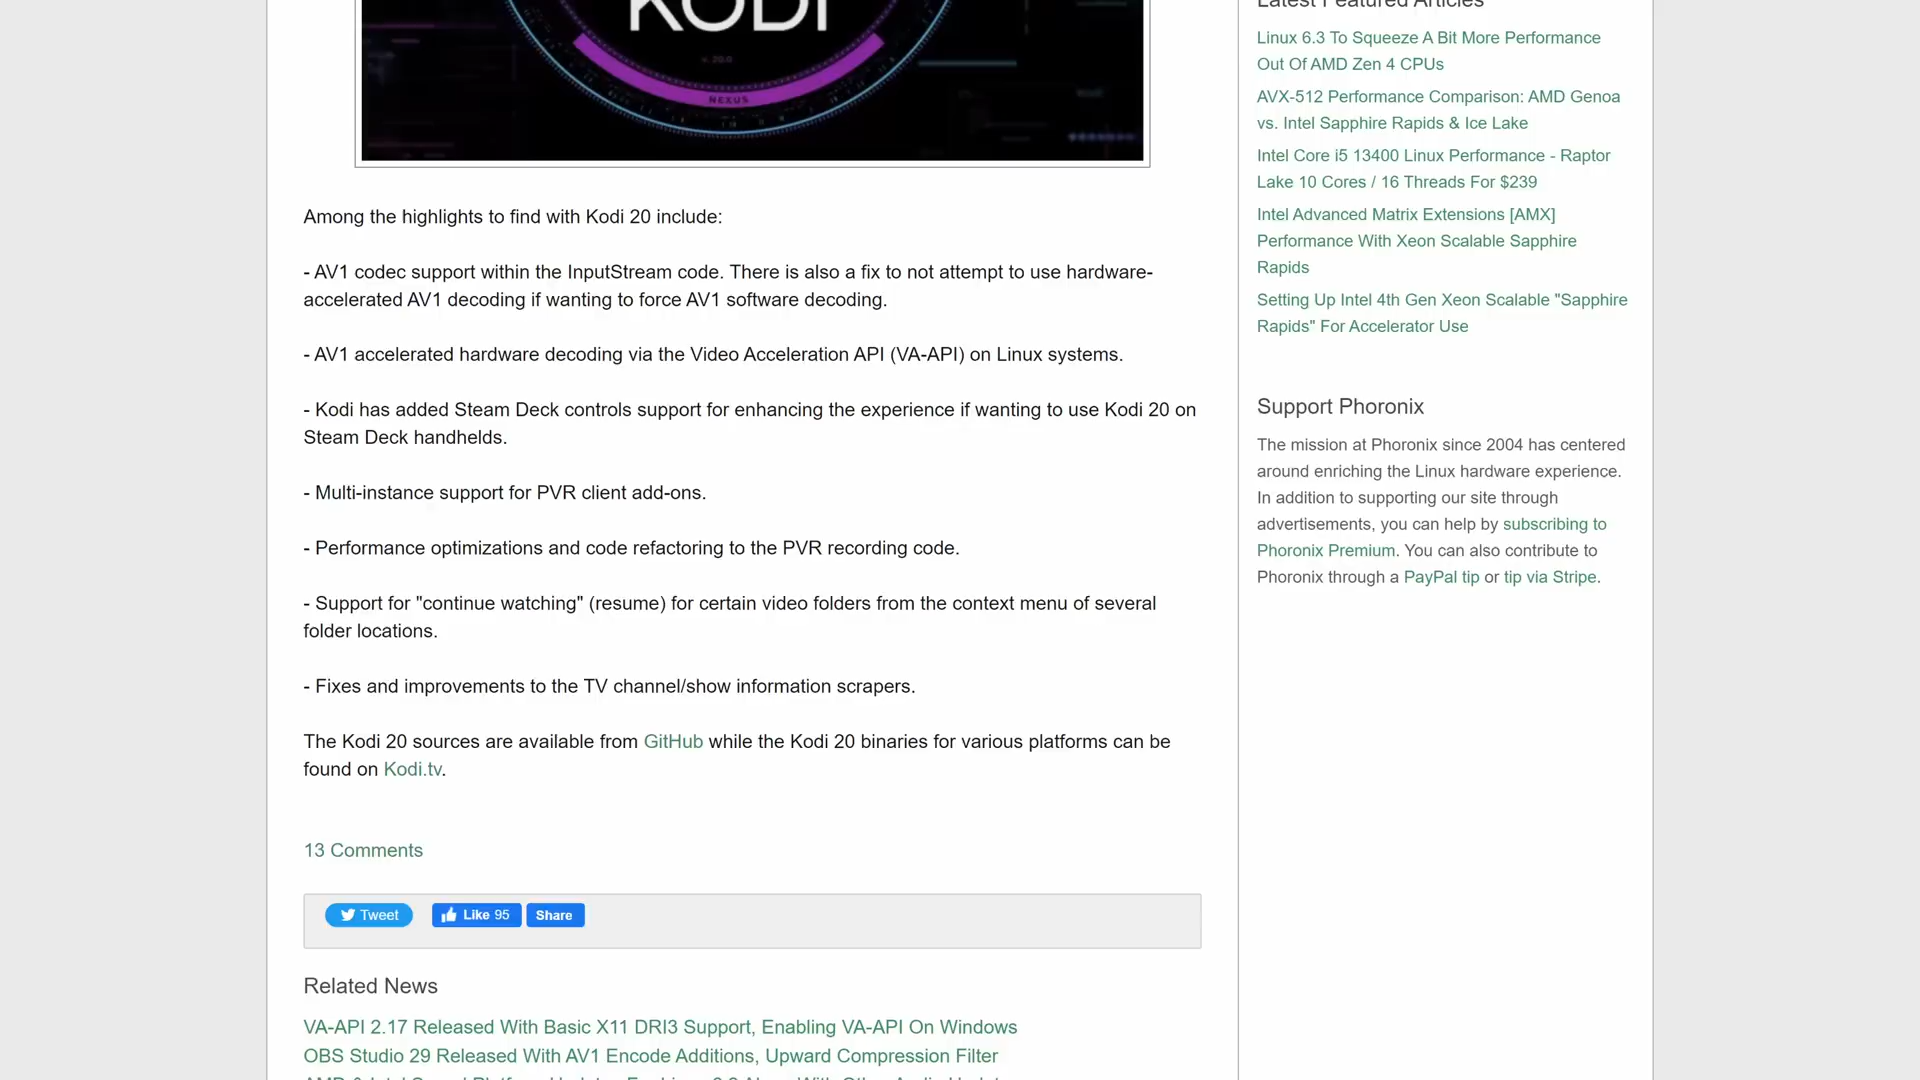 KODI
v. 20.0
NEXUS
Among the highlights to find with Kodi 20 include:
- AV1 codec support within the InputStream code. There is also a fix to not attempt to use hardware-
accelerated AV1 decoding if wanting to force AV1 software decoding.
- AV1 accelerated hardware decoding via the Video Acceleration API (VA-API) on Linux systems.
- Kodi has added Steam Deck controls support for enhancing the experience if wanting to use Kodi 20 on
Steam Deck handhelds.
- Multi-instance support for PVR client add-ons.
- Performance optimizations and code refactoring to the PVR recording code.
- Support for "continue watching" (resume) for certain video folders from the context menu of several
folder locations.
- Fixes and improvements to the TV channel/show information scrapers.
The Kodi 20 sources are available from GitHub while the Kodi 20 binaries for various platforms can be
found on Kodi.tv.
13 Comments
Tweet
Like 95
Share
Related News
VA-API 2.17 Released With Basic X11 DRI3 Support, Enabling VA-API On Windows
OBS Studio 29 Released With AV1 Encode Additions, Upward Compression Filter
Latest Featured Articles
Linux 6.3 To Squeeze A Bit More Performance
Out Of AMD Zen 4 CPUs
AVX-512 Performance Comparison: AMD Genoa
vs. Intel Sapphire Rapids & Ice Lake
Intel Core i5 13400 Linux Performance - Raptor
Lake 10 Cores / 16 Threads For $239
Intel Advanced Matrix Extensions [AMX]
Performance With Xeon Scalable Sapphire
Rapids
Setting Up Intel 4th Gen Xeon Scalable "Sapphire
Rapids" For Accelerator Use
Support Phoronix
The mission at Phoronix since 2004 has centered
around enriching the Linux hardware experience.
In addition to supporting our site through
advertisements, you can help by subscribing to
Phoronix Premium. You can also contribute to
Phoronix through a PayPal tip or tip via Stripe.